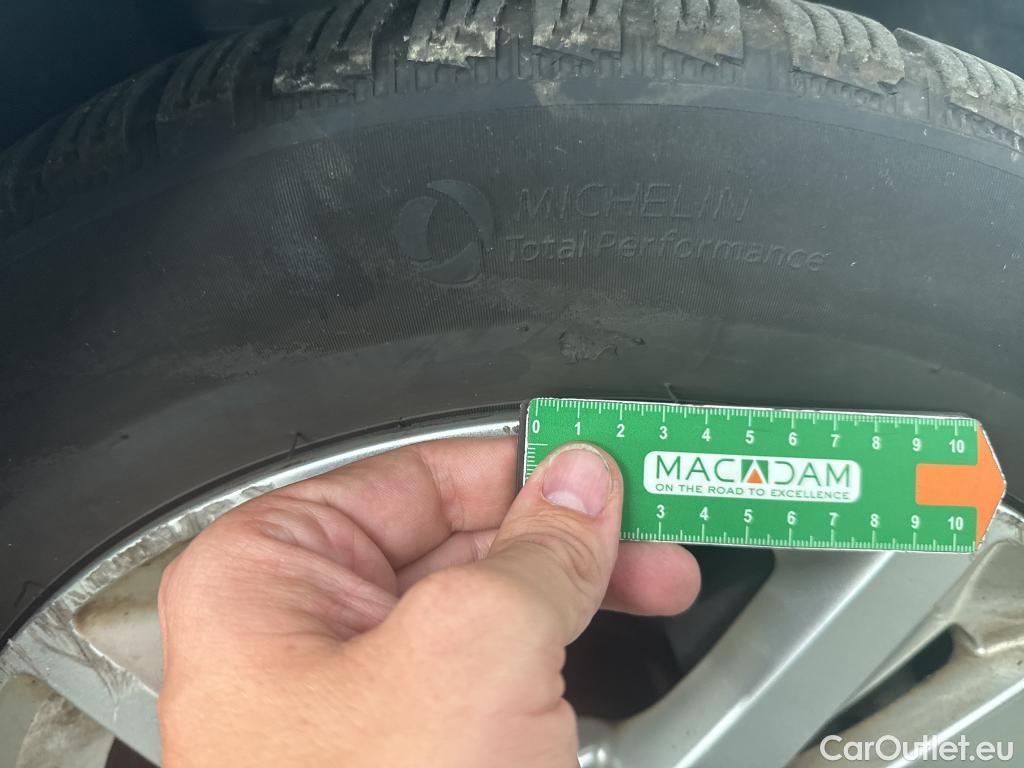 MICHELIN
Total Performance
0 1 2 3 4 5 6 7 8 9 10
MACADAM
ON THE ROAD TO EXCELLENCE
3 4 5 6 7 8 9 10
CarOutlet.eu